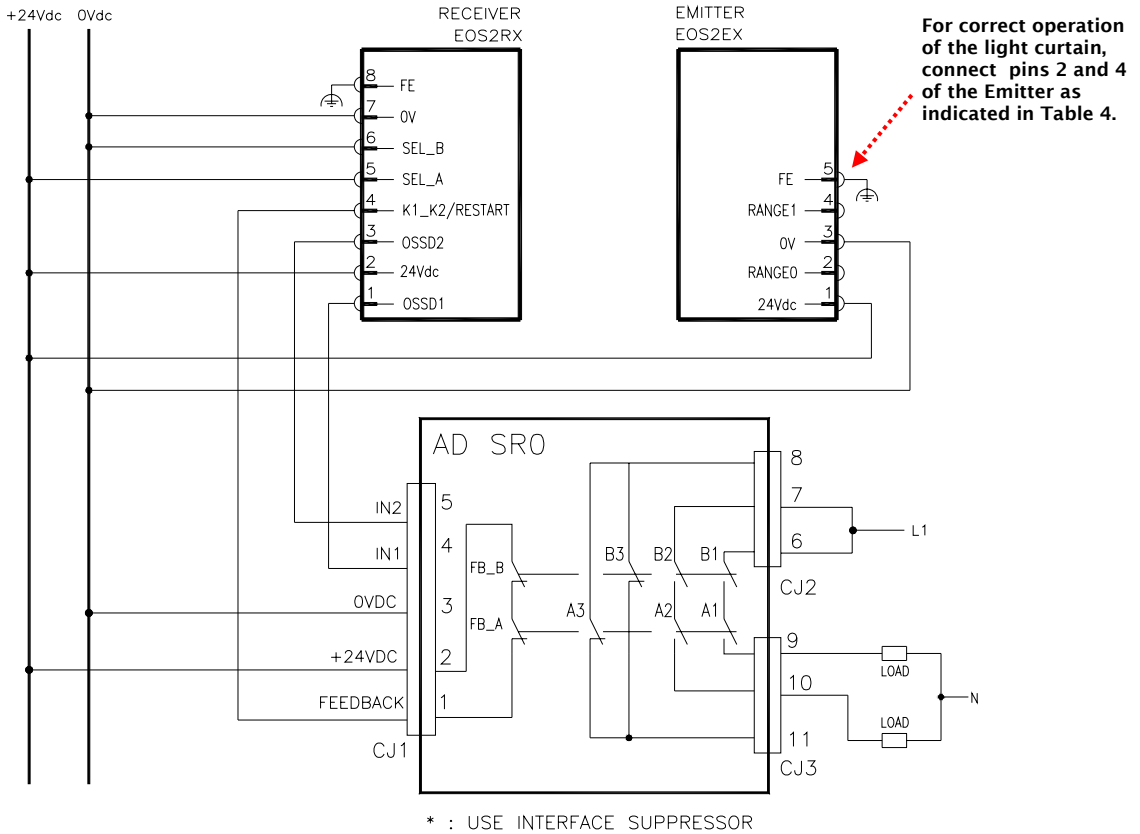 +24Vdc 0Vdc
RECEIVER
EOS2RX
8 FE
7 0V
6 SEL_B
5 SEL_A
4 K1_K2/RESTART
3 OSSD2
2 24Vdc
1 OSSD1
EMITTER
EOS2EX
FE 5
RANGE1 4
0V 3
RANGE0 2
24Vdc 1
For correct operation
of the light curtain,
connect pins 2 and 4
of the Emitter as
indicated in Table 4.
AD SR0
IN2 5
IN1 4
0VDC 3
+24VDC 2
FEEDBACK 1
CJ1
FB_B
FB_A
B3 B2 B1
A3 A2 A1
8
7
6
CJ2
L1
9
10
11
CJ3
LOAD
LOAD
N
* : USE INTERFACE SUPPRESSOR